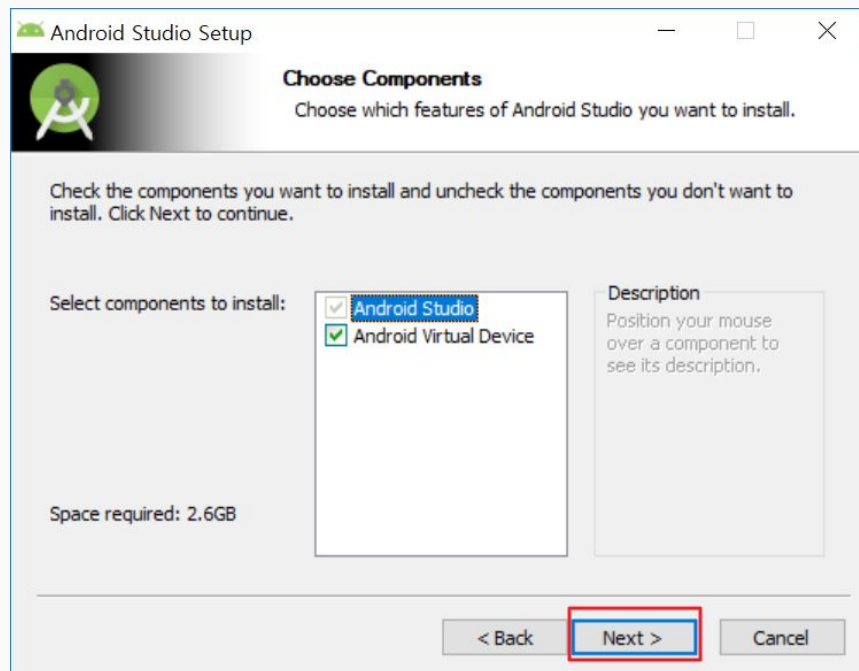 Android Studio Setup
Choose Components
Choose which features of Android Studio you want to install.
Check the components you want to install and uncheck the components you don't want to
install. Click Next to continue.
Select components to install:
Android Studio
Android Virtual Device
Description
Position your mouse
over a component to
see its description.
Space required: 2.6GB
< Back
Next >
Cancel